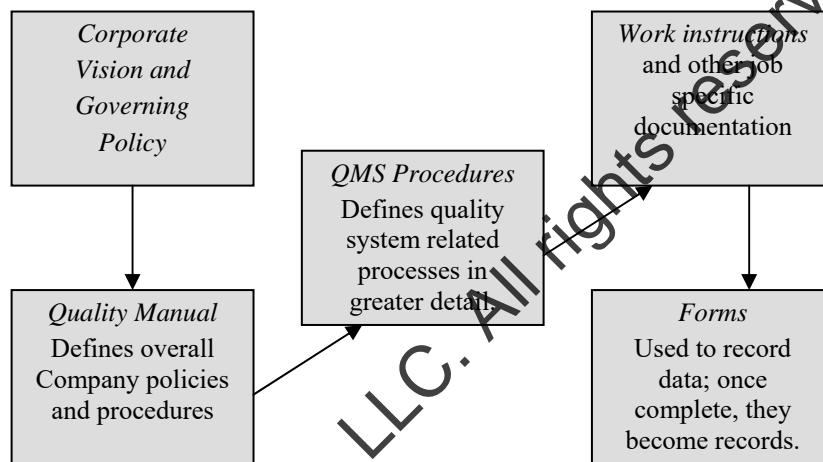 Corporate
Vision and
Governing
Policy
Quality Manual
Defines overall
Company policies
and procedures
QMS Procedures
Defines quality
system related
processes in
greater detail.
Work instructions
and other job
specific
documentation
Forms
Used to record
data; once
complete, they
become records.
LLC. All rights reserv